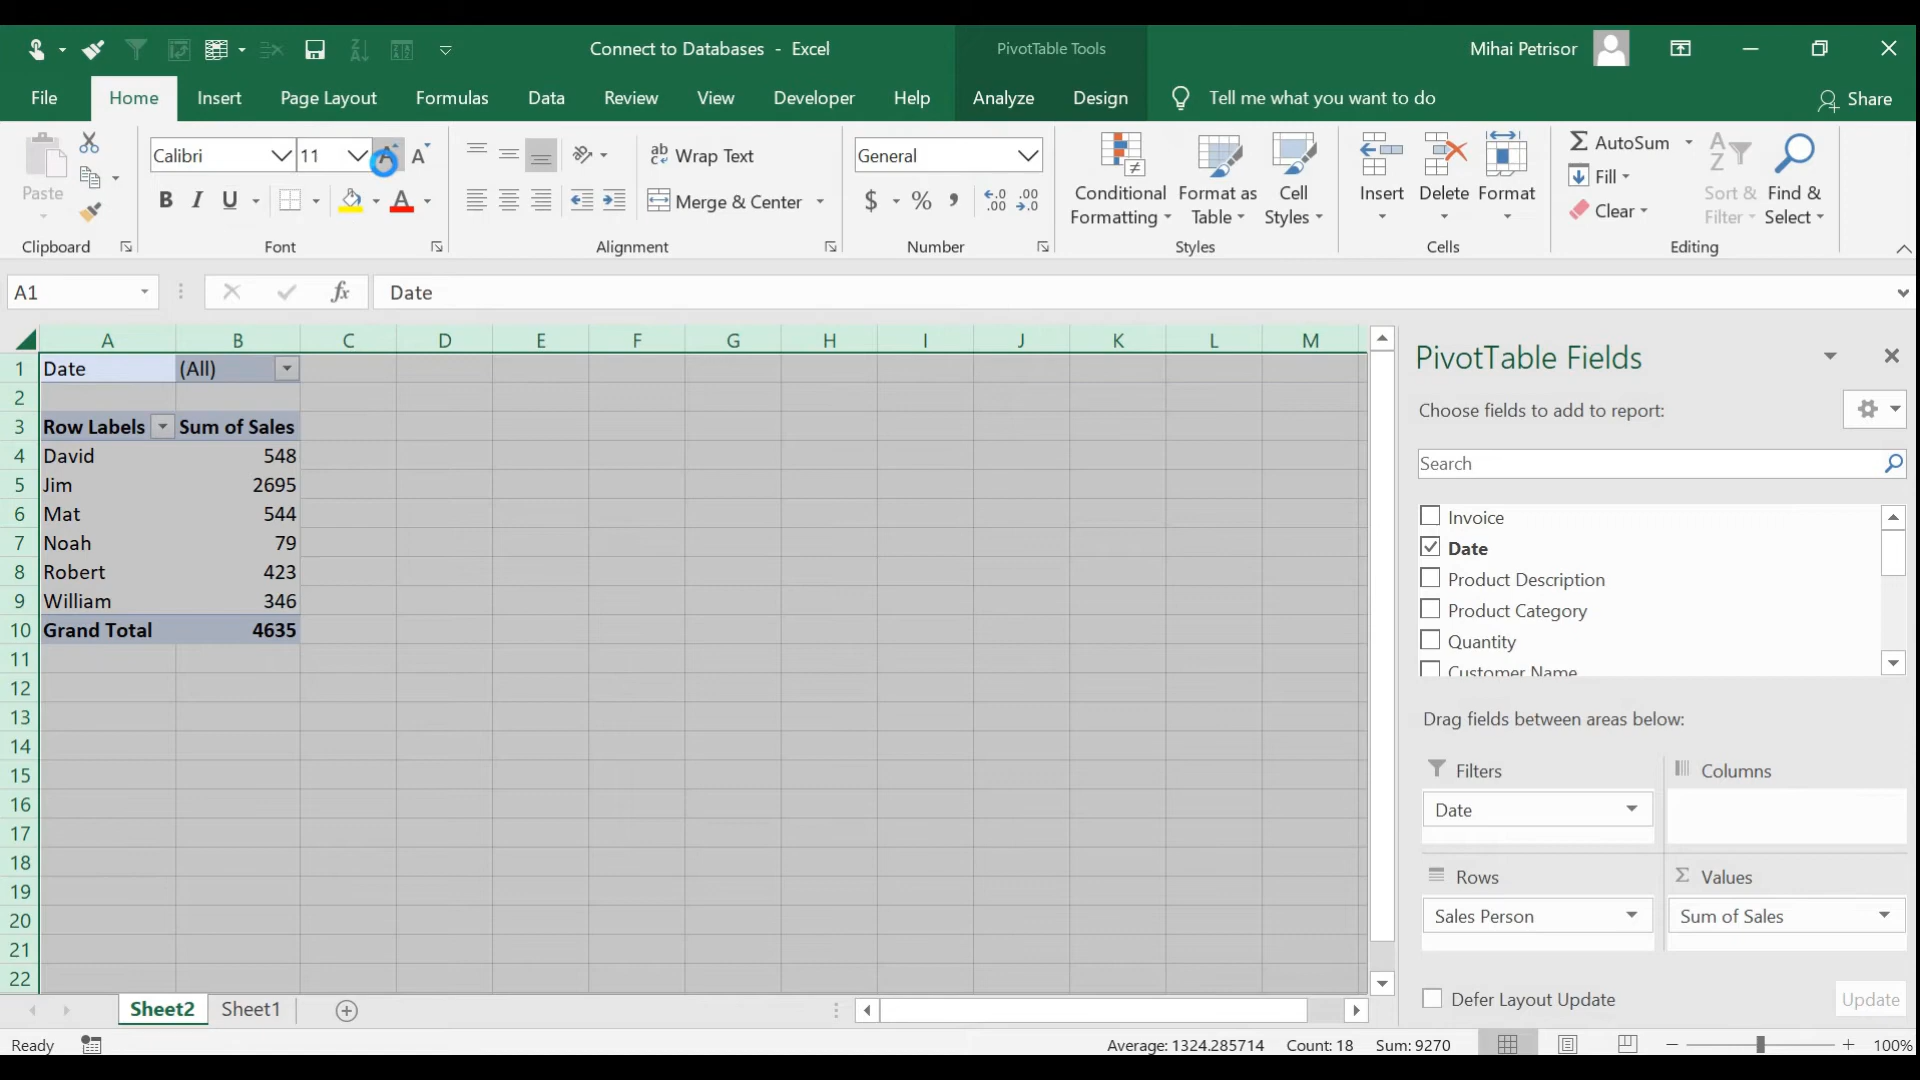 Connect to Databases - Excel
PivotTable Tools
Mihai Petrisor
File Home Insert Page Layout Formulas Data Review View Developer Help Analyze Design Tell me what you want to do Share
Paste
Clipboard
Calibri 11 A A
B I U A
Font
ab Wrap Text
Merge & Center
Alignment
General
$ % , .00 .00
Number
Conditional Formatting
Format as Table
Cell Styles
Styles
Insert Delete Format
Cells
Σ AutoSum
Fill
Clear
Sort & Filter
Find & Select
Editing
A1 fx Date
A B C D E F G H I J K L M
1 Date (All)
2
3 Row Labels Sum of Sales
4 David 548
5 Jim 2695
6 Mat 544
7 Noah 79
8 Robert 423
9 William 346
10 Grand Total 4635
11
12
13
14
15
16
17
18
19
20
21
22
PivotTable Fields
Choose fields to add to report:
Search
Invoice
Date
Product Description
Product Category
Quantity
Customer Name
Drag fields between areas below:
Filters
Date
Columns
Rows
Sales Person
Σ Values
Sum of Sales
Defer Layout Update Update
Sheet2 Sheet1
Ready Average: 1324.285714 Count: 18 Sum: 9270 100%